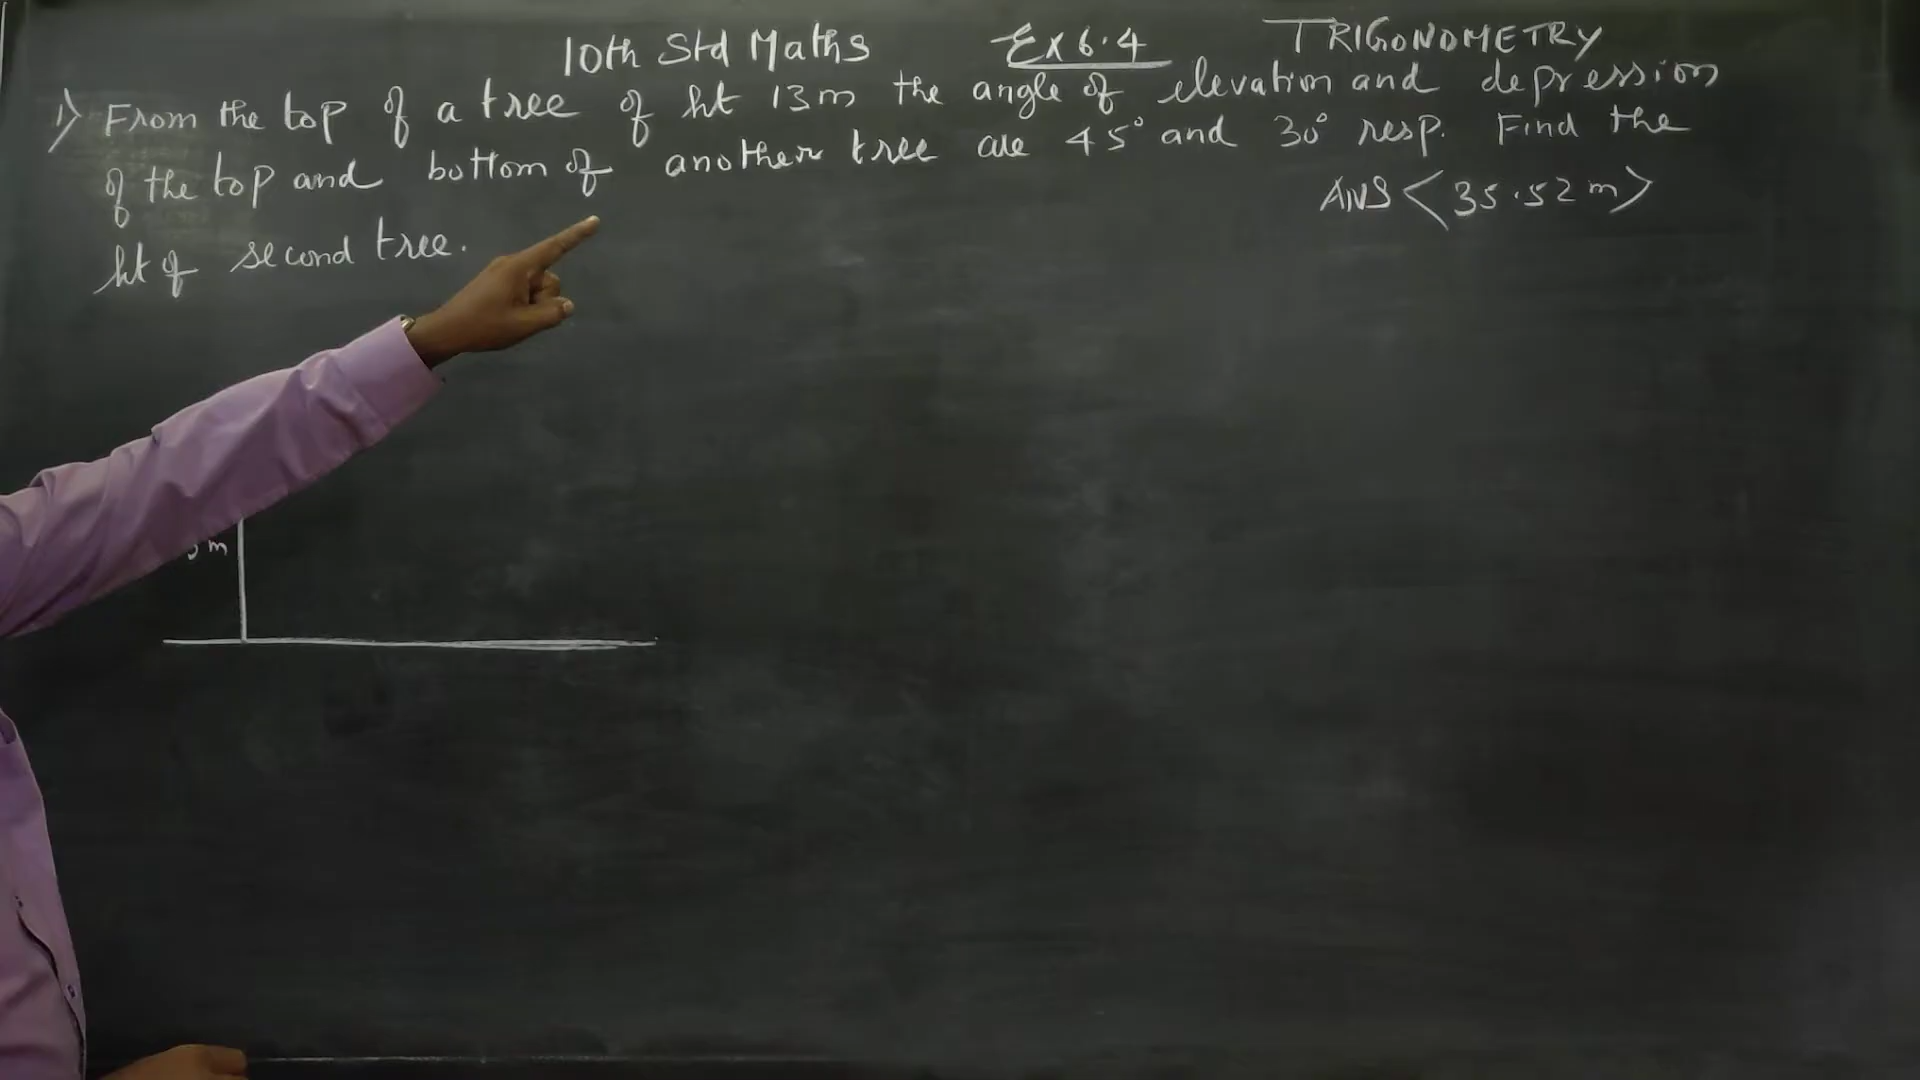 10th Std Maths Ex 6.4 TRIGONOMETRY
1) From the top of a tree of ht 13m the angle of elevation and depression
of the top and bottom of another tree are 45° and 30° resp. Find the
ht of second tree. ANS <35.52 m>
m